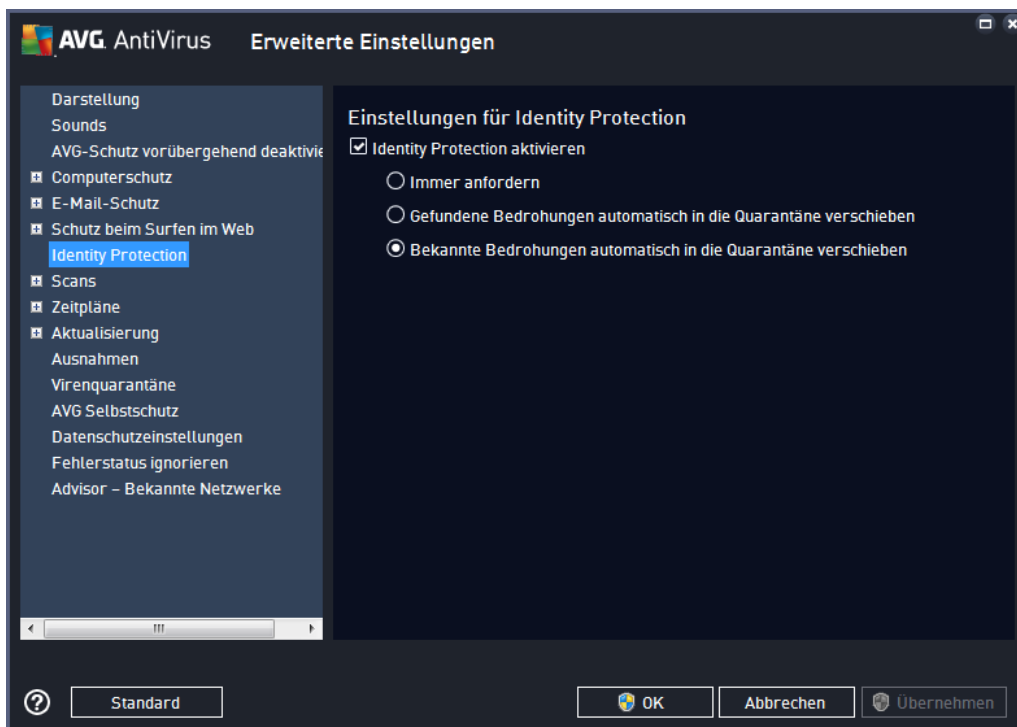 AVG AntiVirus Erweiterte Einstellungen
Darstellung
Sounds
AVG-Schutz vorübergehend deaktivie
Computerschutz
E-Mail-Schutz
Schutz beim Surfen im Web
Identity Protection
Scans
Zeitpläne
Aktualisierung
Ausnahmen
Virenquarantäne
AVG Selbstschutz
Datenschutzeinstellungen
Fehlerstatus ignorieren
Advisor – Bekannte Netzwerke
Einstellungen für Identity Protection
Identity Protection aktivieren
Immer anfordern
Gefundene Bedrohungen automatisch in die Quarantäne verschieben
Bekannte Bedrohungen automatisch in die Quarantäne verschieben
? Standard OK Abbrechen Übernehmen